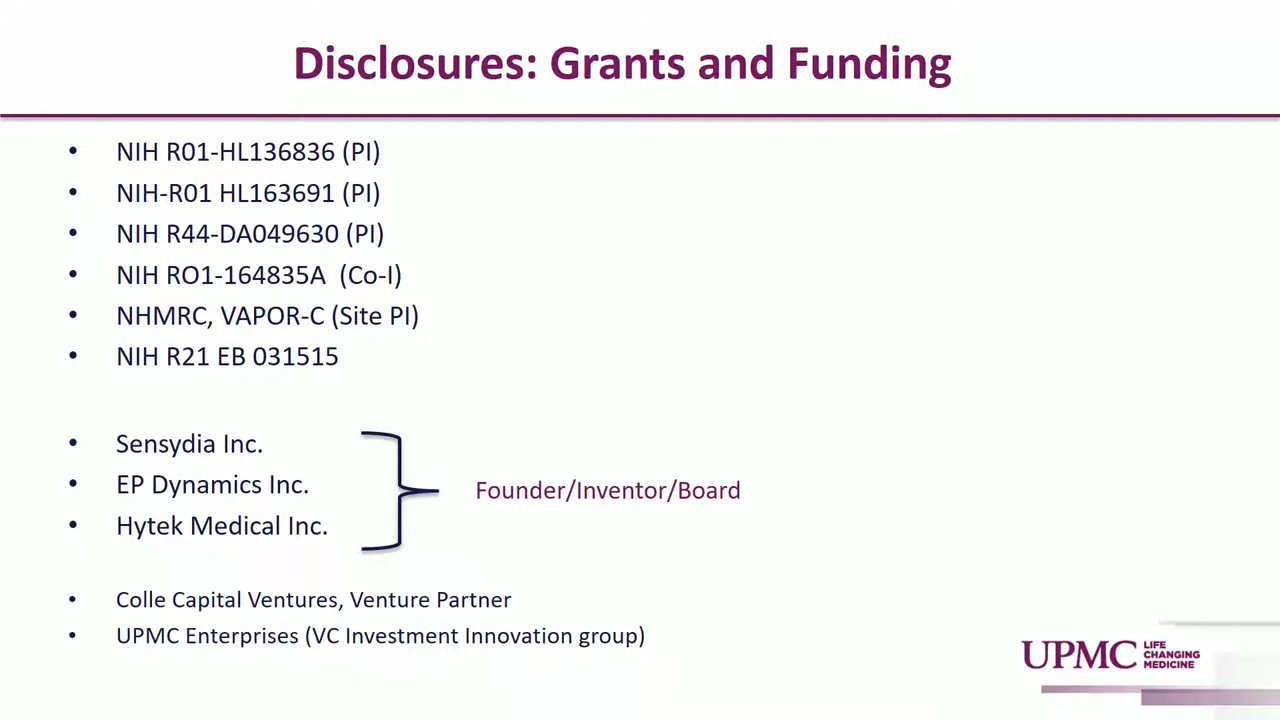 Disclosures: Grants and Funding
• NIH R01-HL136836 (PI)
• NIH-R01 HL163691 (PI)
• NIH R44-DA049630 (PI)
• NIH RO1-164835A (Co-I)
• NHMRC, VAPOR-C (Site PI)
• NIH R21 EB 031515
• Sensydia Inc.
• EP Dynamics Inc.
• Hytek Medical Inc.
Founder/Inventor/Board
• Colle Capital Ventures, Venture Partner
• UPMC Enterprises (VC Investment Innovation group)
UPMC
LIFE
CHANGING
MEDICINE